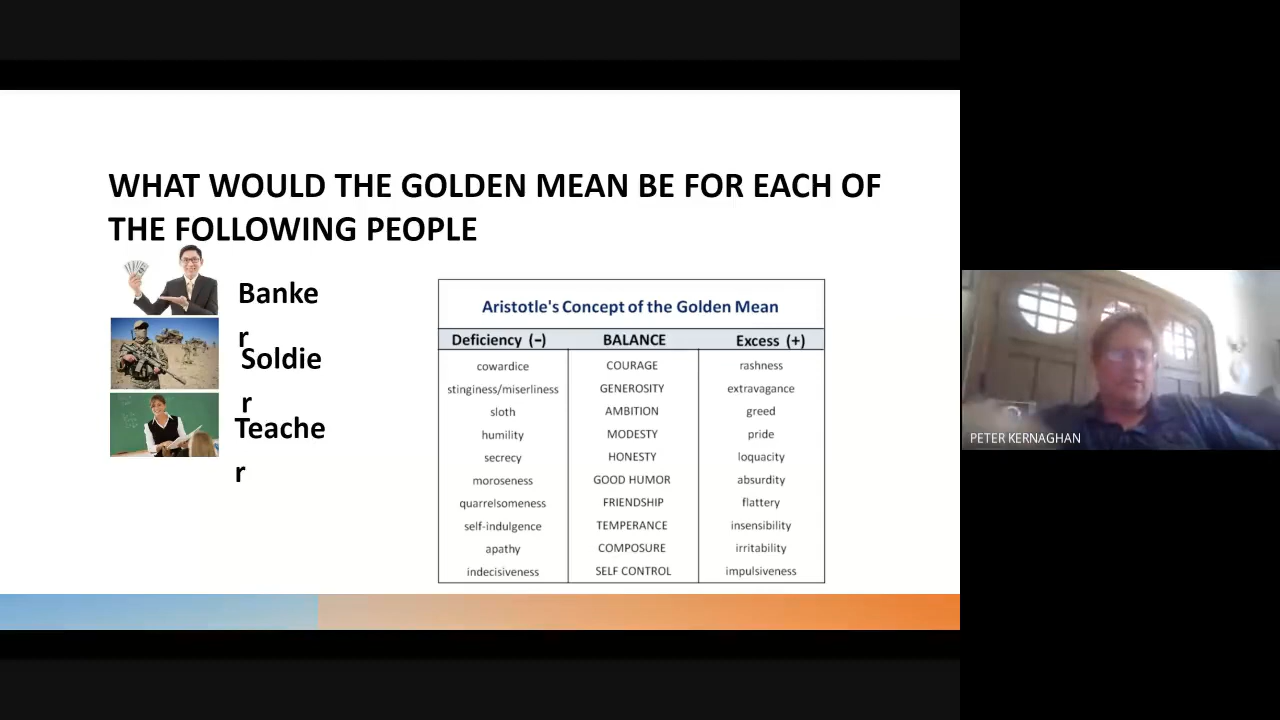 WHAT WOULD THE GOLDEN MEAN BE FOR EACH OF
THE FOLLOWING PEOPLE
Banke
r
Soldie
r
Teache
r
Aristotle's Concept of the Golden Mean
Deficiency (-) BALANCE Excess (+)
cowardice COURAGE rashness
stinginess/miserliness GENEROSITY extravagance
sloth AMBITION greed
humility MODESTY pride
secrecy HONESTY loquacity
moroseness GOOD HUMOR absurdity
quarrelsomeness FRIENDSHIP flattery
self-indulgence TEMPERANCE insensibility
apathy COMPOSURE irritability
indecisiveness SELF CONTROL impulsiveness
PETER KERNAGHAN